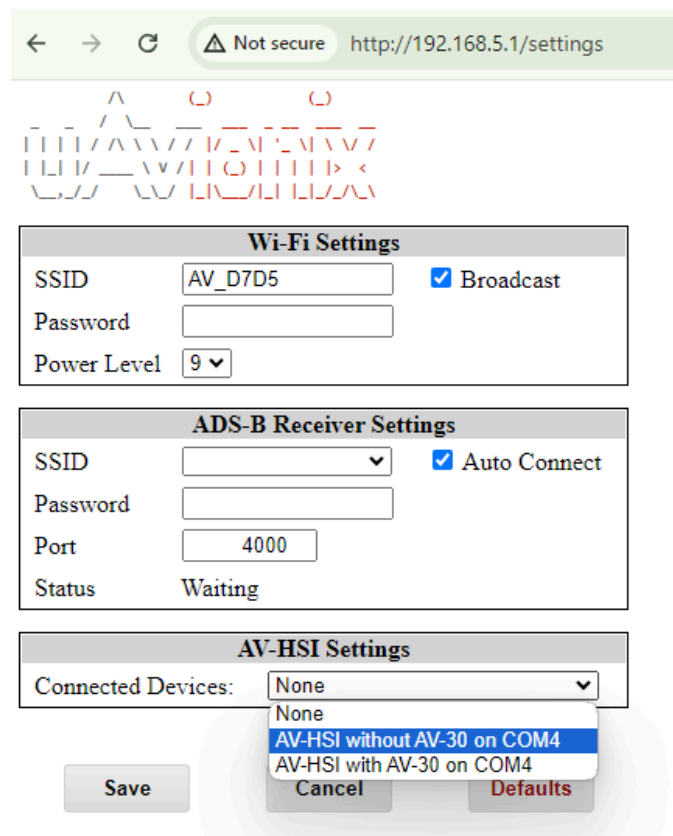 Not secure http://192.168.5.1/settings
uAvionix
Wi-Fi Settings
SSID AV_D7D5 Broadcast
Password
Power Level 9
ADS-B Receiver Settings
SSID Auto Connect
Password
Port 4000
Status Waiting
AV-HSI Settings
Connected Devices: None
None
AV-HSI without AV-30 on COM4
AV-HSI with AV-30 on COM4
Save Cancel Defaults